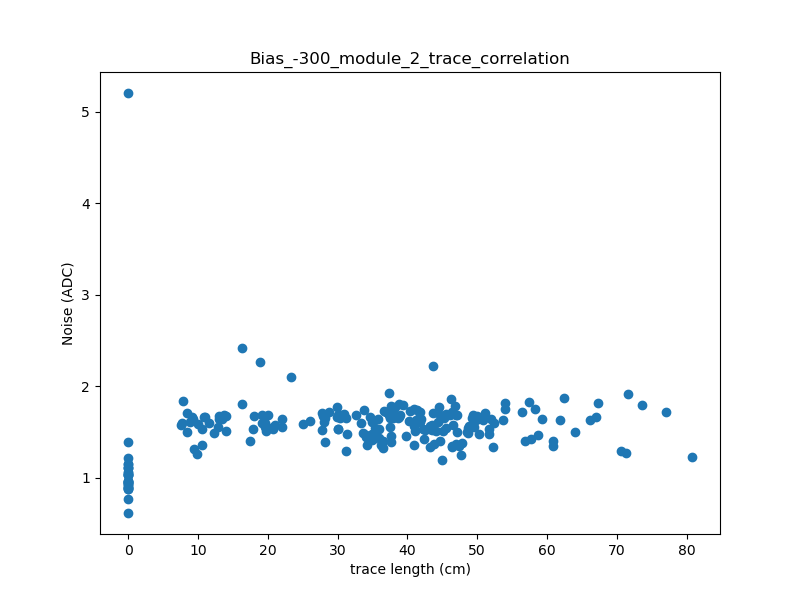 Bias_-300_module_2_trace_correlation
Noise (ADC)
5
4
3
2
1
0 10 20 30 40 50 60 70 80
trace length (cm)